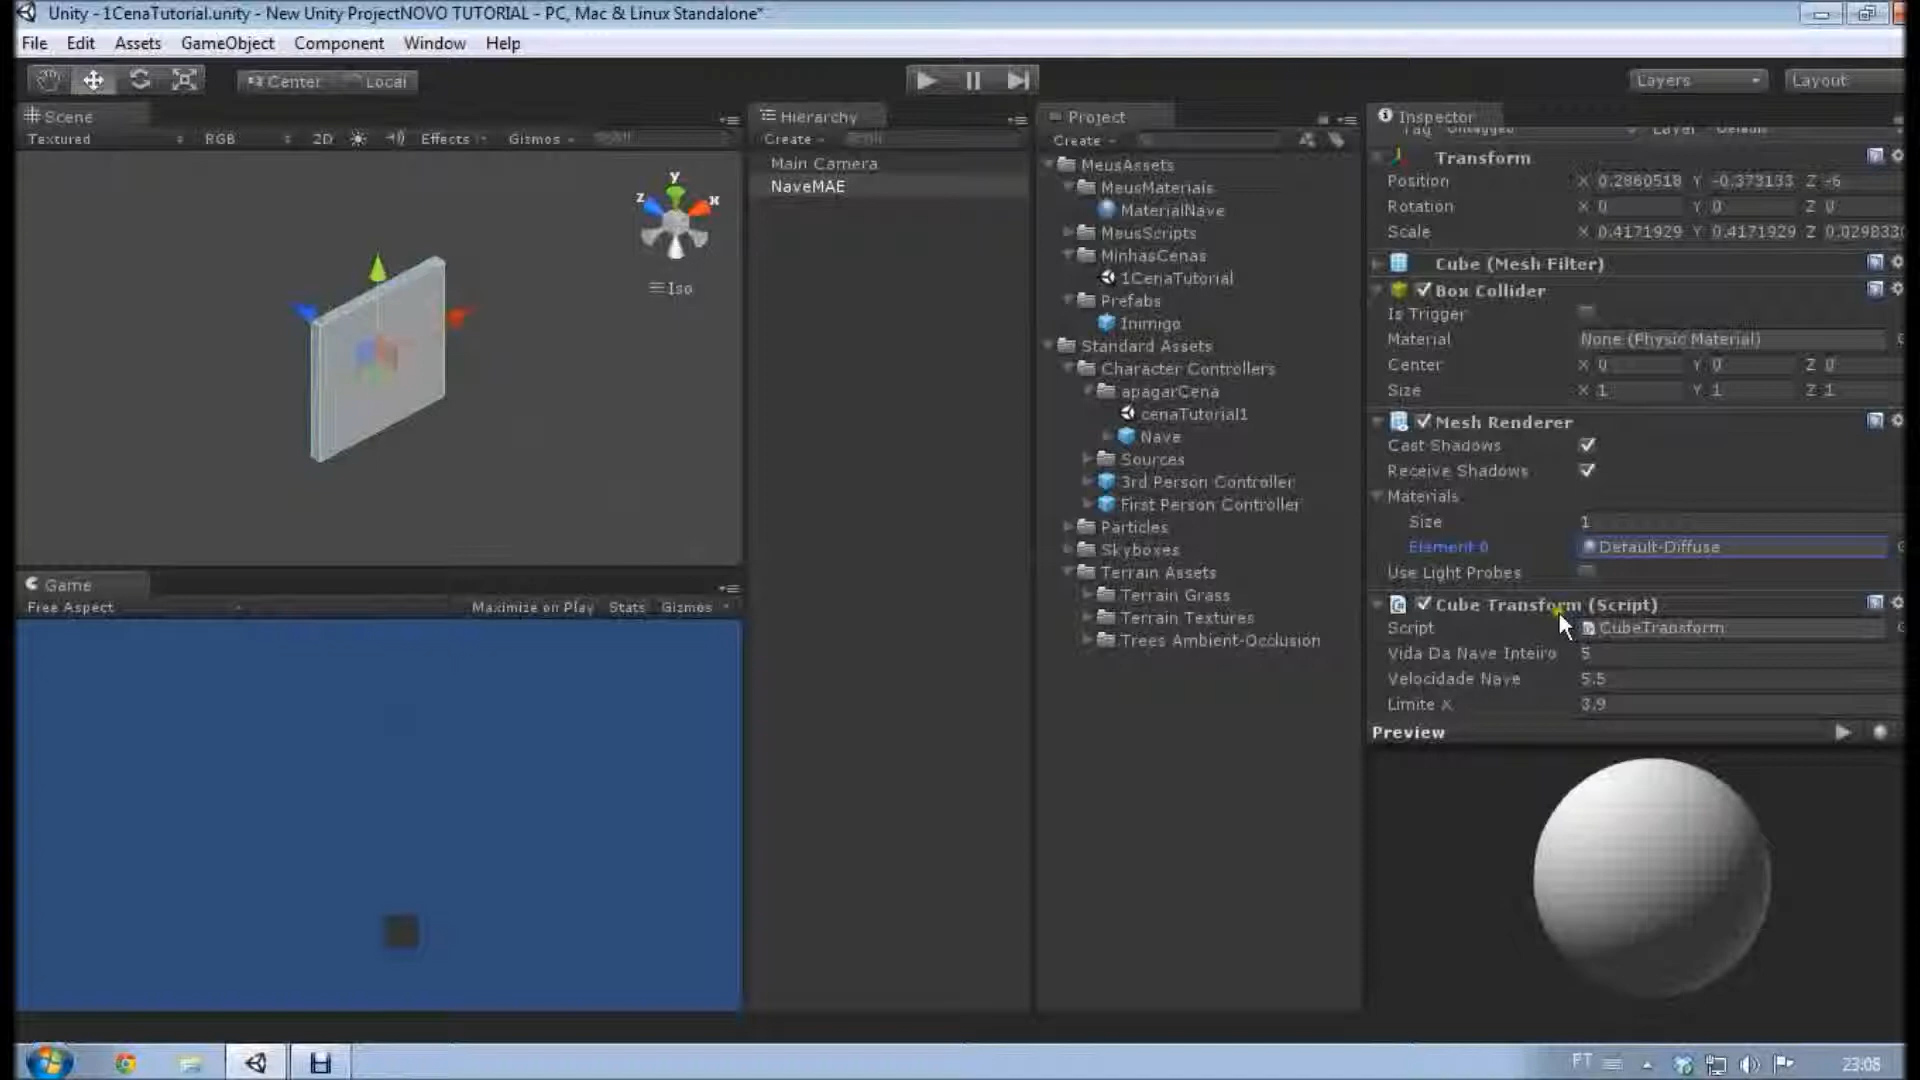 Unity - 1CenaTutorial.unity - New Unity ProjectNOVO TUTORIAL - PC, Mac & Linux Standalone*
File Edit Assets GameObject Component Window Help
Center Local
Layers Layout
Scene
Textured RGB 2D Effects Gizmos
y
z x
Iso
Game
Free Aspect Maximize on Play Stats Gizmos
Hierarchy
Create
Main Camera
NaveMAE
Project
Create
MeusAssets
MeusMateriais
MaterialNave
MeusScripts
MinhasCenas
1CenaTutorial
Prefabs
Inimigo
Standard Assets
Character Controllers
apagarCena
cenaTutorial1
Nave
Sources
3rd Person Controller
First Person Controller
Particles
Skyboxes
Terrain Assets
Terrain Grass
Terrain Textures
Trees Ambient-Occlusion
Inspector
Tag Untagged Layer Default
Transform
Position X 0.2860518 Y -0.373133 Z -6
Rotation X 0 Y 0 Z 0
Scale X 0.4171929 Y 0.4171929 Z 0.029833
Cube (Mesh Filter)
Box Collider
Is Trigger
Material None (Physic Material)
Center X 0 Y 0 Z 0
Size X 1 Y 1 Z 1
Mesh Renderer
Cast Shadows
Receive Shadows
Materials
Size 1
Element 0 Default-Diffuse
Use Light Probes
Cube Transform (Script)
Script CubeTransform
Vida Da Nave Inteiro 5
Velocidade Nave 5.5
Limite X 3.9
Preview
PT 23:08